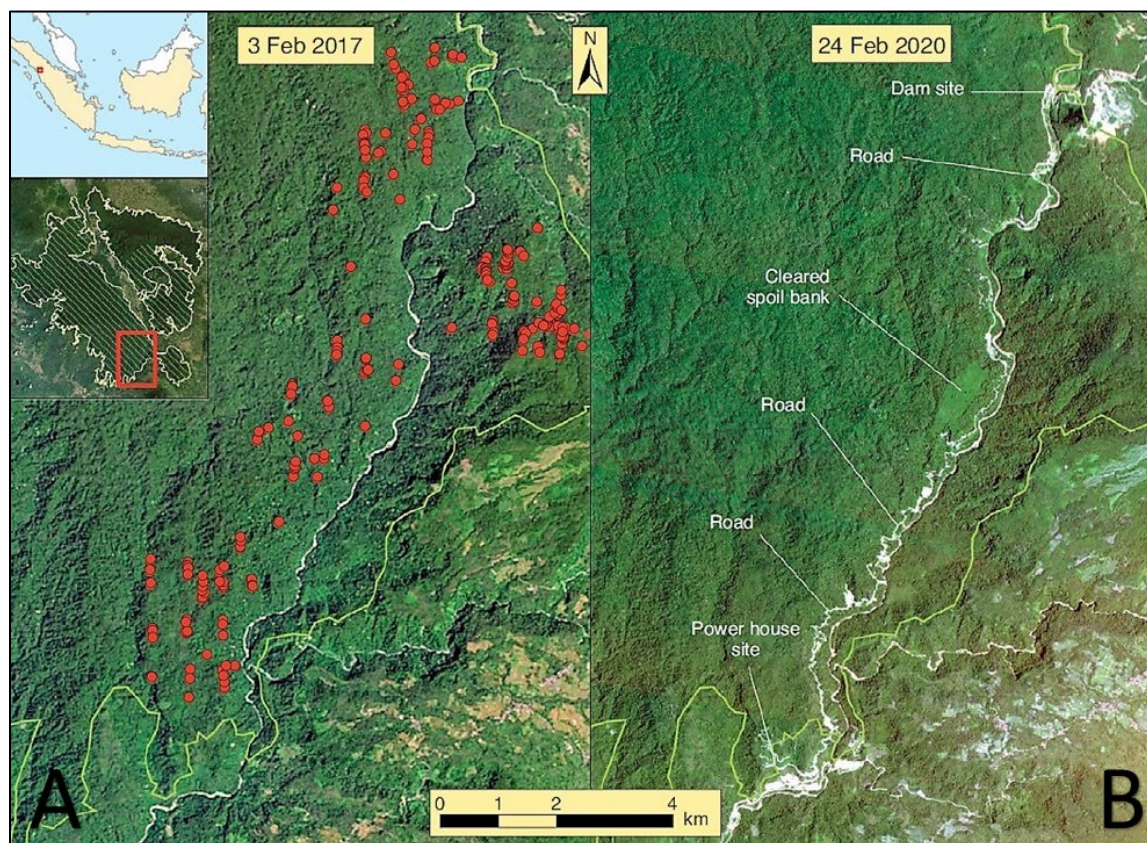 3 Feb 2017
N
24 Feb 2020
Dam site
Road
Cleared
spoil bank
Road
Road
Power house
site
A
0 1 2 4
km
B